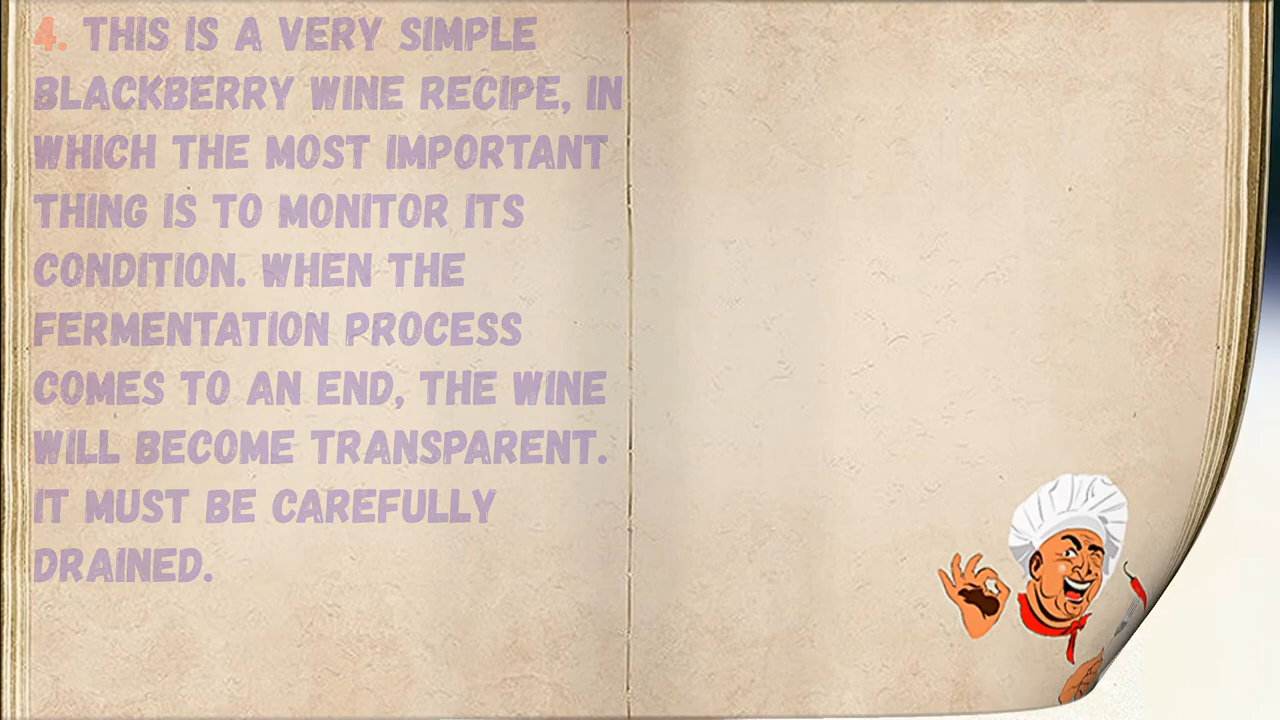 4. THIS IS A VERY SIMPLE
BLACKBERRY WINE RECIPE, IN
WHICH THE MOST IMPORTANT
THING IS TO MONITOR ITS
CONDITION. WHEN THE
FERMENTATION PROCESS
COMES TO AN END, THE WINE
WILL BECOME TRANSPARENT.
IT MUST BE CAREFULLY
DRAINED.